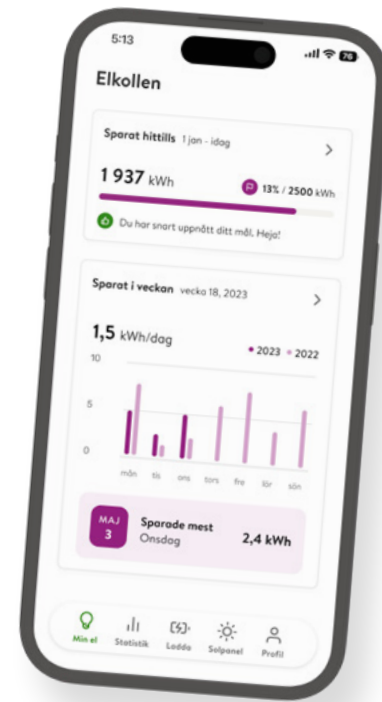 5:13
76
Elkollen
Sparat hittills 1 jan - idag
1 937 kWh
13% / 2500 kWh
Du har snart uppnått ditt mål. Heja!
Sparat i veckan vecka 18, 2023
1,5 kWh/dag
2023 2022
10
5
0
mån tis ons tors fre lör sön
MAJ
3
Sparade mest
Onsdag
2,4 kWh
Min el Statistik Ladda Solpanel Profil